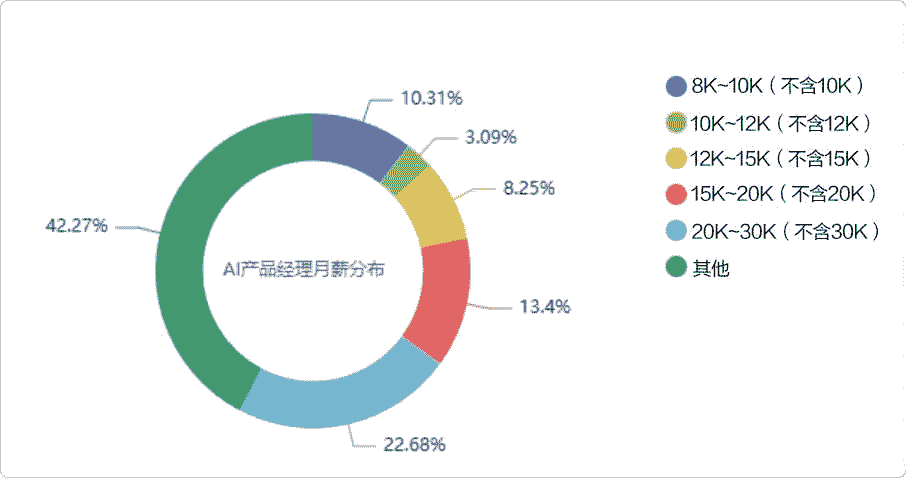 10.31%
3.09%
8.25%
13.4%
22.68%
42.27%
AI产品经理月薪分布
8K~10K（不含10K）
10K~12K（不含12K）
12K~15K（不含15K）
15K~20K（不含20K）
20K~30K（不含30K）
其他